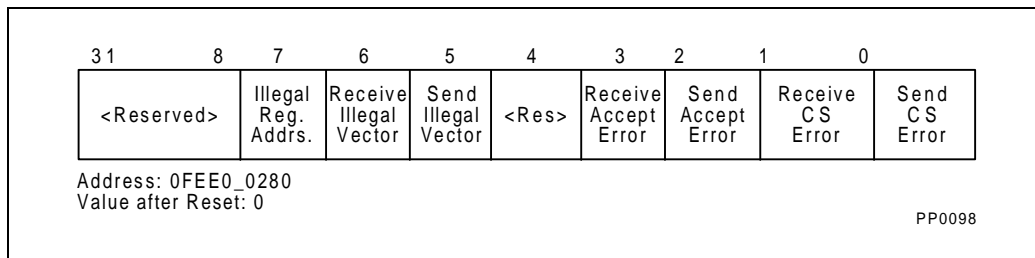 31 8 7 6 5 4 3 2 1 0
<Reserved> Illegal Reg. Addrs. Receive Illegal Vector Send Illegal Vector <Res> Receive Accept Error Send Accept Error Receive CS Error Send CS Error
Address: 0FEE0_0280
Value after Reset: 0
PP0098